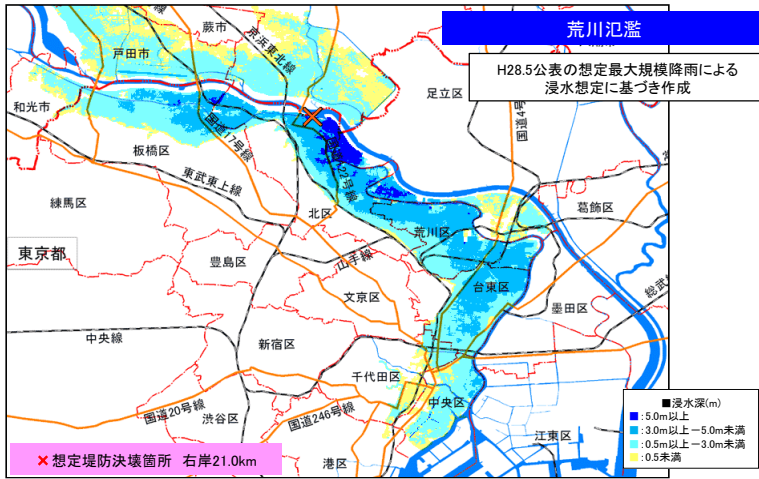 荒川氾濫
H28.5公表の想定最大規模降雨による
浸水想定に基づき作成
蕨市
戸田市
京浜東北線
足立区
国道4号
和光市
国道17号線
板橋区
東武東上線
練馬区
北区
荒川区
葛飾区
東京都
豊島区
山手線
文京区
台東区
墨田区
総武
中央線
新宿区
千代田区
中央区
国道20号線
渋谷区
国道246号線
港区
江東区
■浸水深(m)
:5.0m以上
:3.0m以上－5.0m未満
:0.5m以上－3.0m未満
:0.5未満
×想定堤防決壊箇所 右岸21.0km